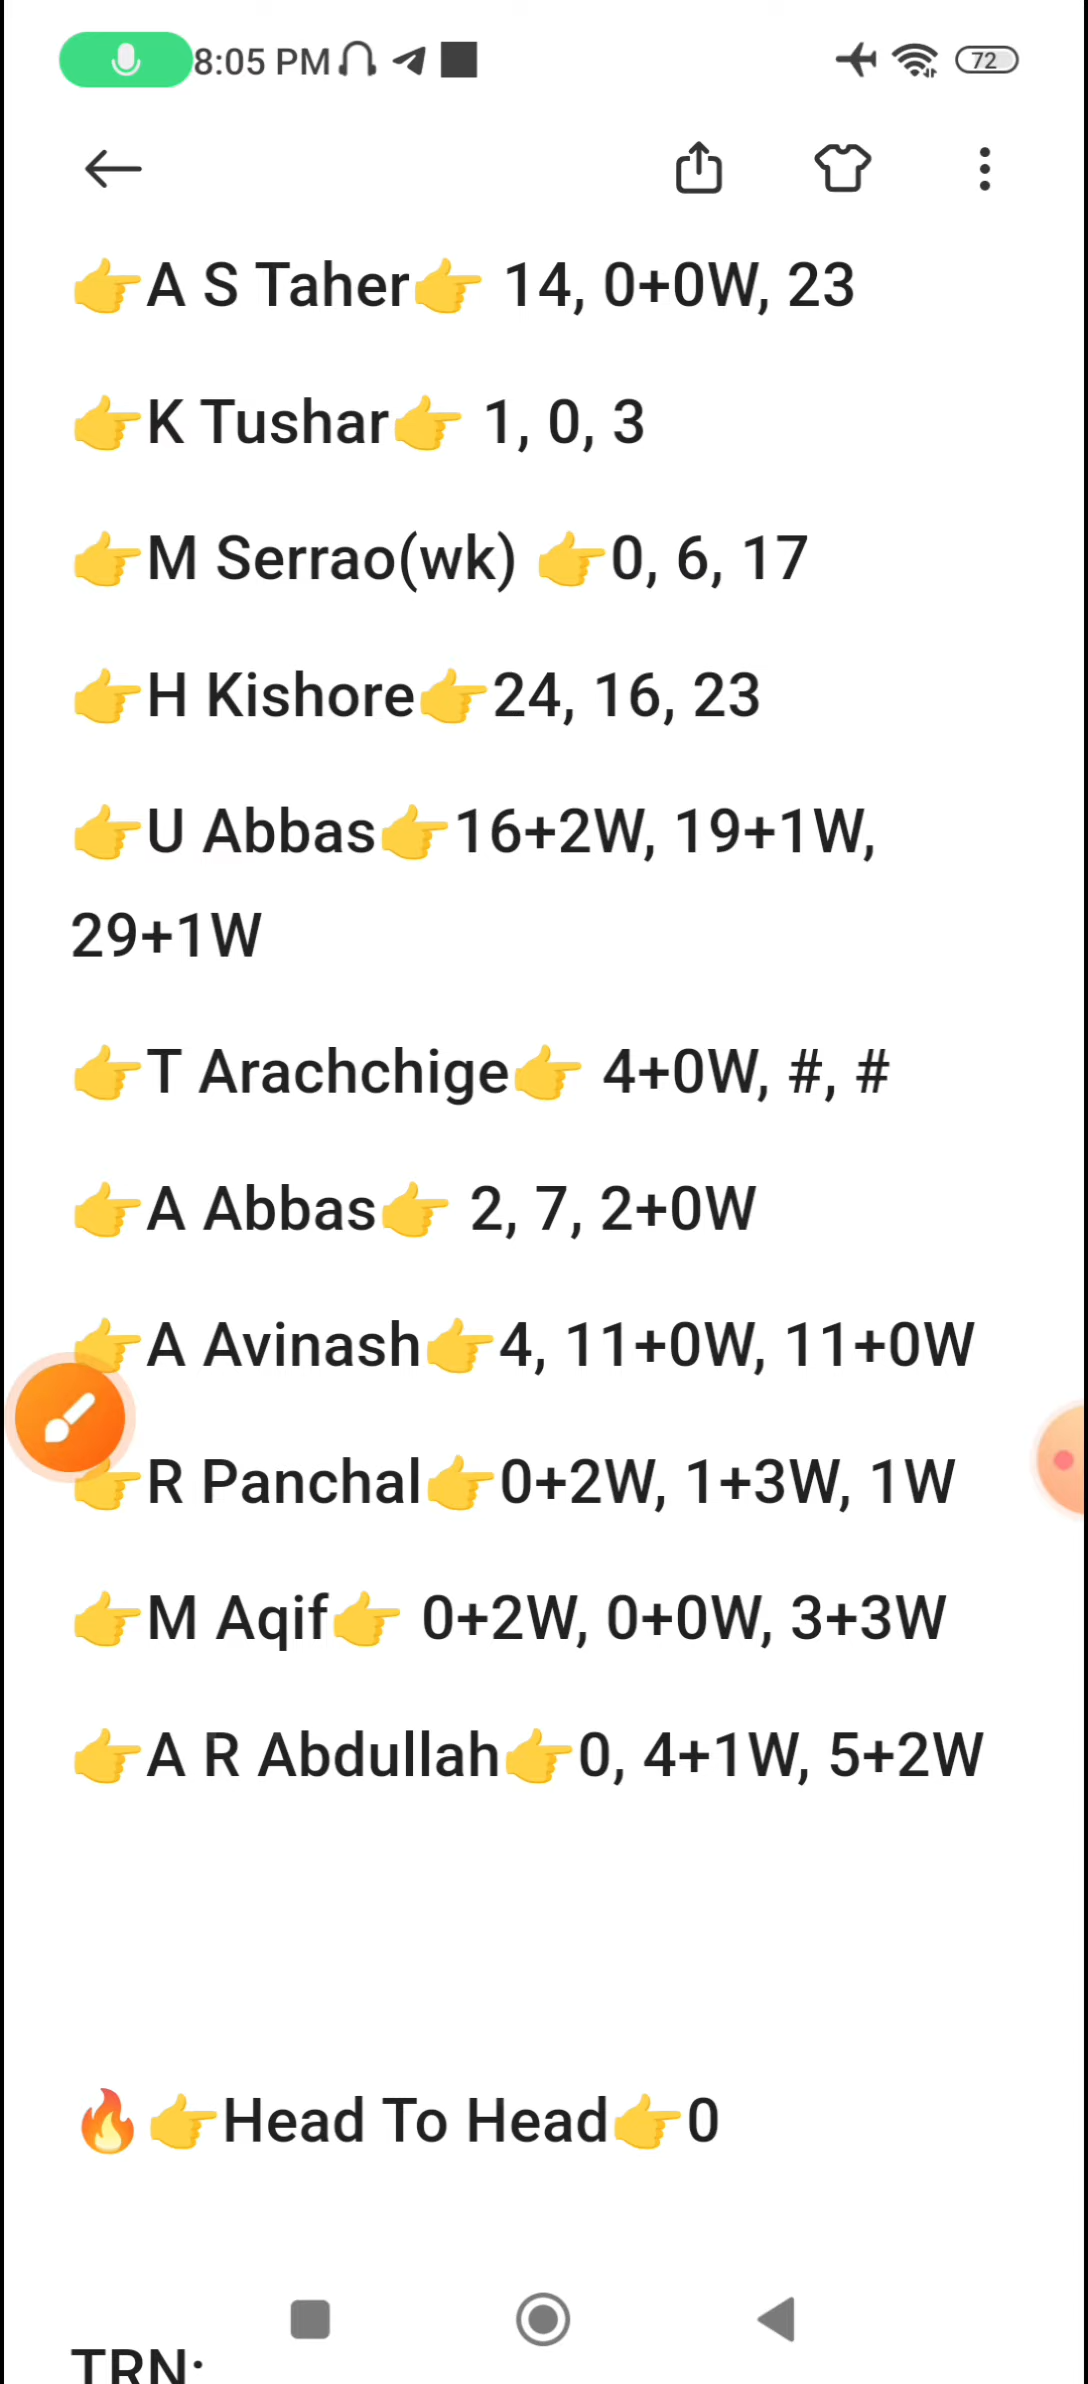 8:05 PM 72
👉A S Taher👉 14, 0+0W, 23
👉K Tushar👉 1, 0, 3
👉M Serrao(wk) 👉0, 6, 17
👉H Kishore👉24, 16, 23
👉U Abbas👉16+2W, 19+1W,
29+1W
👉T Arachchige👉 4+0W, #, #
👉A Abbas👉 2, 7, 2+0W
👉A Avinash👉4, 11+0W, 11+0W
👉R Panchal👉0+2W, 1+3W, 1W
👉M Aqif👉 0+2W, 0+0W, 3+3W
👉A R Abdullah👉0, 4+1W, 5+2W
🔥👉Head To Head👉0
TRN: